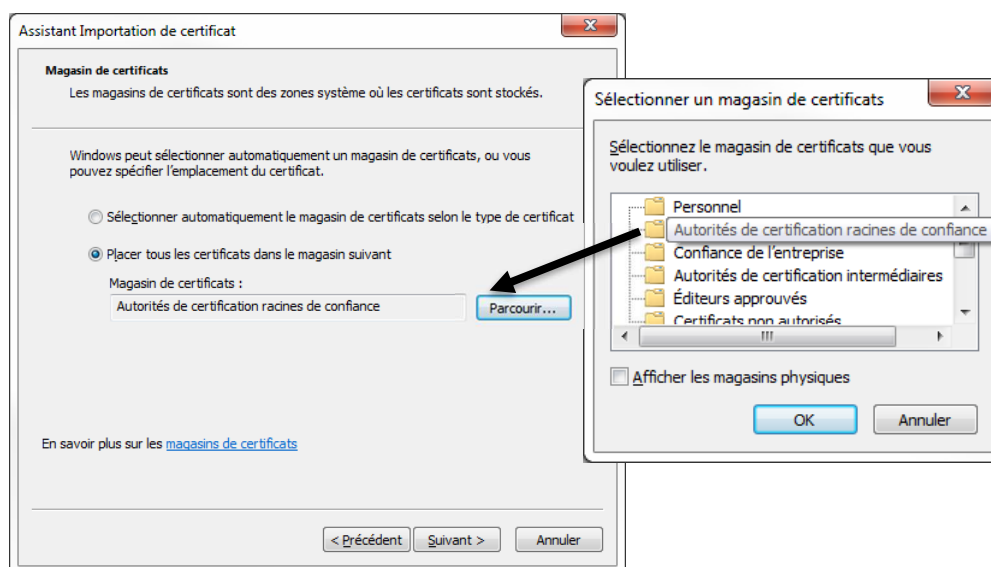 Assistant Importation de certificat
Magasin de certificats
Les magasins de certificats sont des zones système où les certificats sont stockés.
Windows peut sélectionner automatiquement un magasin de certificats, ou vous
pouvez spécifier l'emplacement du certificat.
Sélectionner automatiquement le magasin de certificats selon le type de certificat
Placer tous les certificats dans le magasin suivant
Magasin de certificats :
Autorités de certification racines de confiance
Parcourir...
En savoir plus sur les magasins de certificats
< Précédent
Suivant >
Annuler
Sélectionner un magasin de certificats
Sélectionnez le magasin de certificats que vous
voulez utiliser.
Personnel
Autorités de certification racines de confiance
Confiance de l'entreprise
Autorités de certification intermédiaires
Éditeurs approuvés
Certificats non autorisés
Afficher les magasins physiques
OK
Annuler